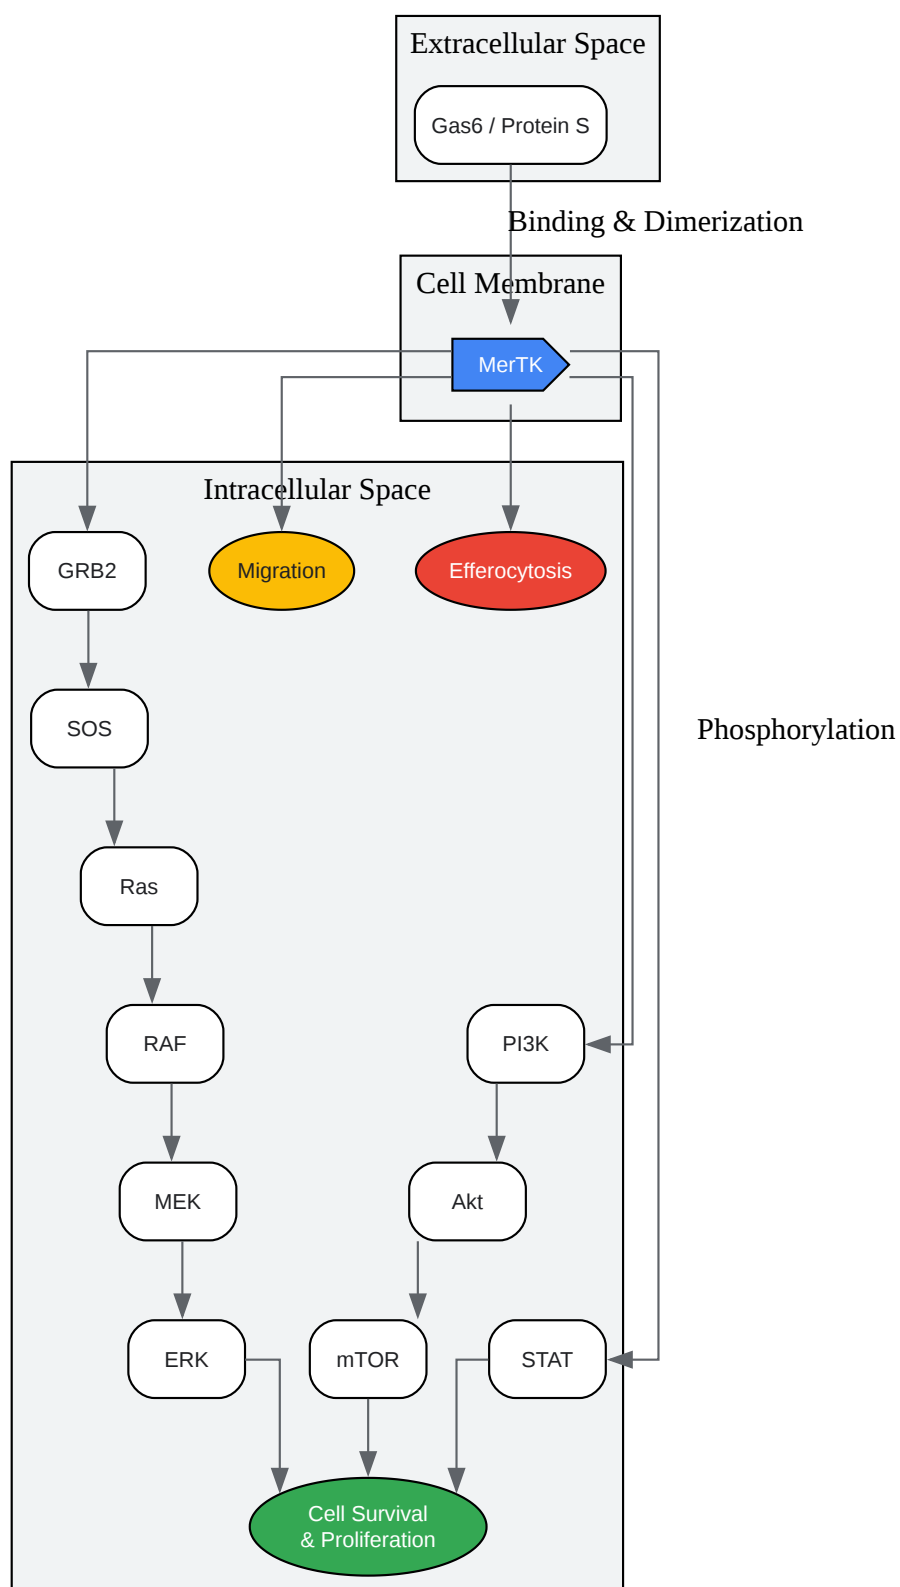 Extracellular Space
Gas6 / Protein S
Binding & Dimerization
Cell Membrane
MerTK
Intracellular Space
GRB2
Migration
Efferocytosis
SOS
Phosphorylation
Ras
RAF
PI3K
MEK
Akt
ERK
mTOR
STAT
Cell Survival
& Proliferation